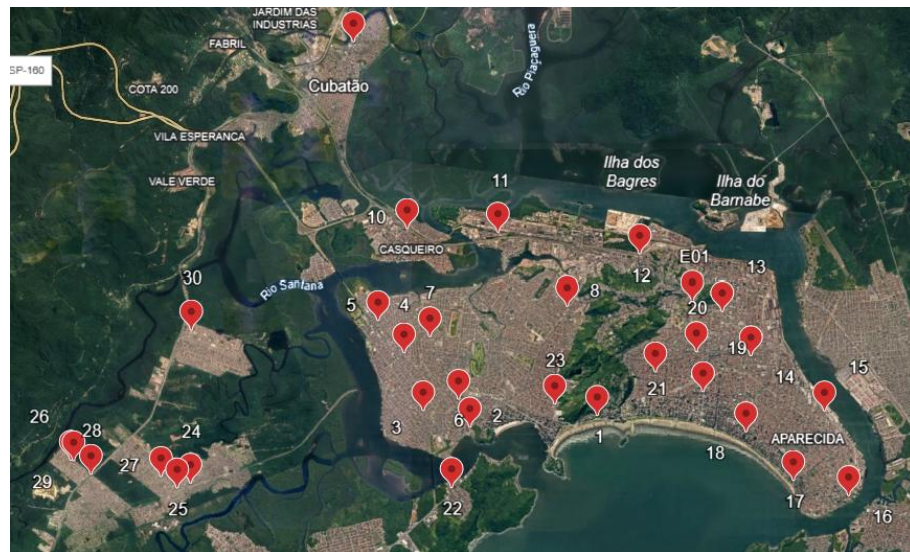 JARDIM DAS
INDUSTRIAS
FABRIL
SP-160
Cubatão
COTA 200
Rio Piaçaguera
VILA ESPERANÇA
Ilha dos
Bagres
VALE VERDE
Ilha do
Barnabe
11
10
CASQUEIRO
12
E01
13
30
Rio Santana
5
4
7
8
20
19
23
21
14
15
3
6
2
1
18
APARECIDA
26
28
24
27
29
25
22
17
16